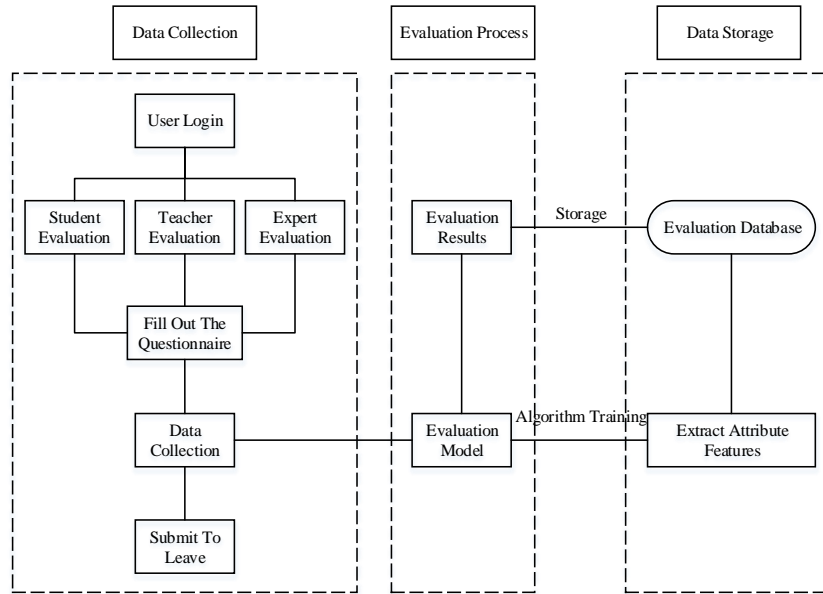 Data Collection
Evaluation Process
Data Storage
User Login
Student
Evaluation
Teacher
Evaluation
Expert
Evaluation
Evaluation
Results
Storage
Evaluation Database
Fill Out The
Questionnaire
Data
Collection
Evaluation
Model
Algorithm Training
Extract Attribute
Features
Submit To
Leave